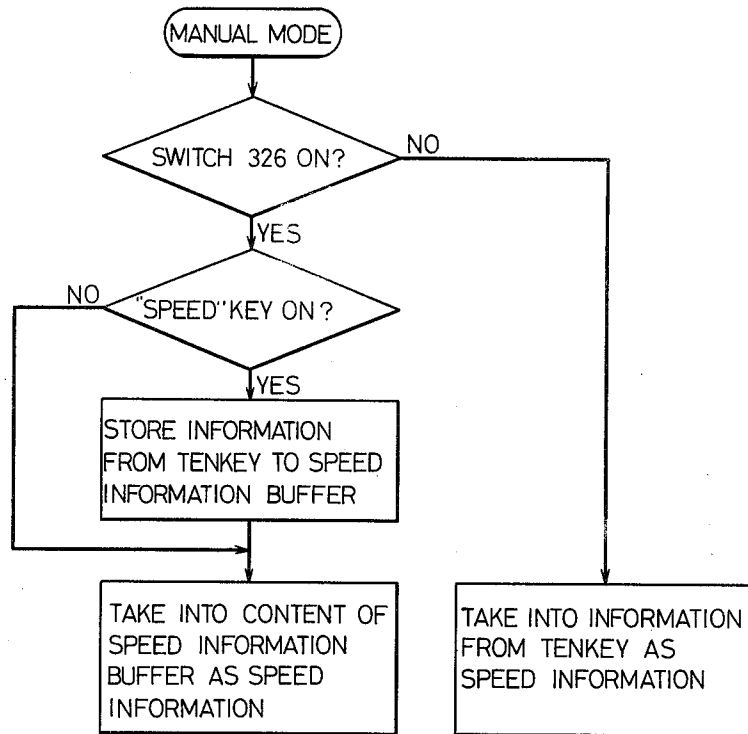 MANUAL MODE
SWITCH 326 ON?
NO
YES
NO
"SPEED" KEY ON?
YES
STORE INFORMATION
FROM TENKEY TO SPEED
INFORMATION BUFFER
TAKE INTO CONTENT OF
SPEED INFORMATION
BUFFER AS SPEED
INFORMATION
TAKE INTO INFORMATION
FROM TENKEY AS
SPEED INFORMATION